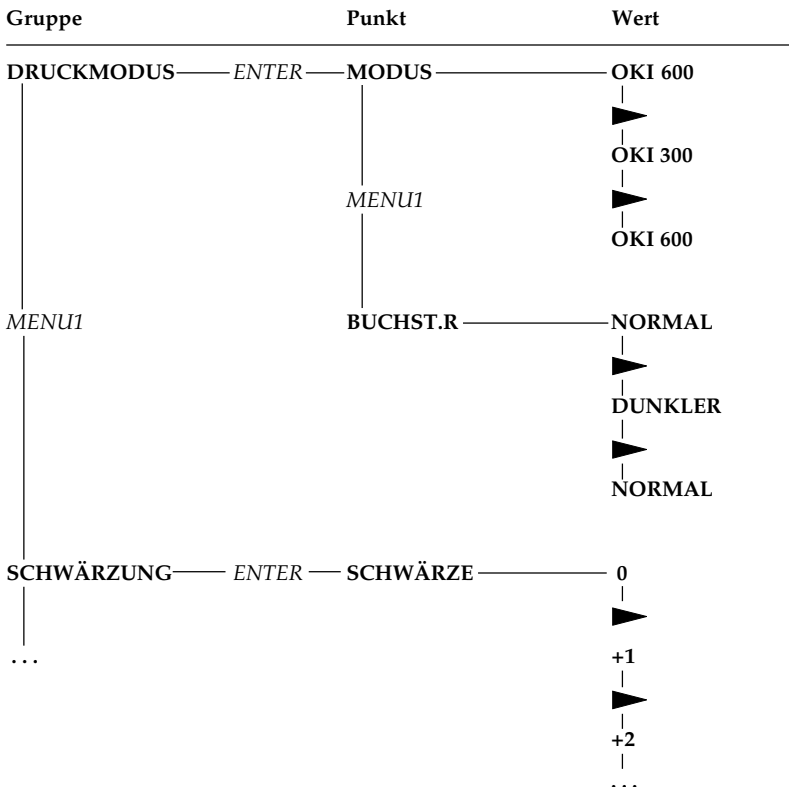 Gruppe Punkt Wert
DRUCKMODUS ENTER MODUS OKI 600
OKI 300
MENU1
OKI 600
MENU1 BUCHST.R NORMAL
DUNKLER
NORMAL
SCHWÄRZUNG ENTER SCHWÄRZE 0
... +1
+2
...